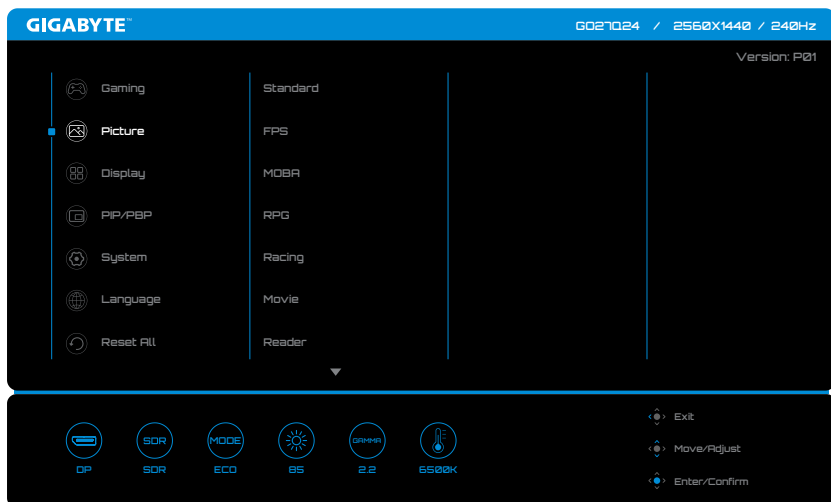 GIGABYTE™ GO27Q24 / 2560X1440 / 240Hz
Version: P01
Gaming Standard
Picture FPS
Display MOBA
PIP/PBP RPG
System Racing
Language Movie
Reset All Reader
Exit
SDR MODE GAMMA
Move/Adjust
DP SDR ECO 85 2.2 6500K
Enter/Confirm